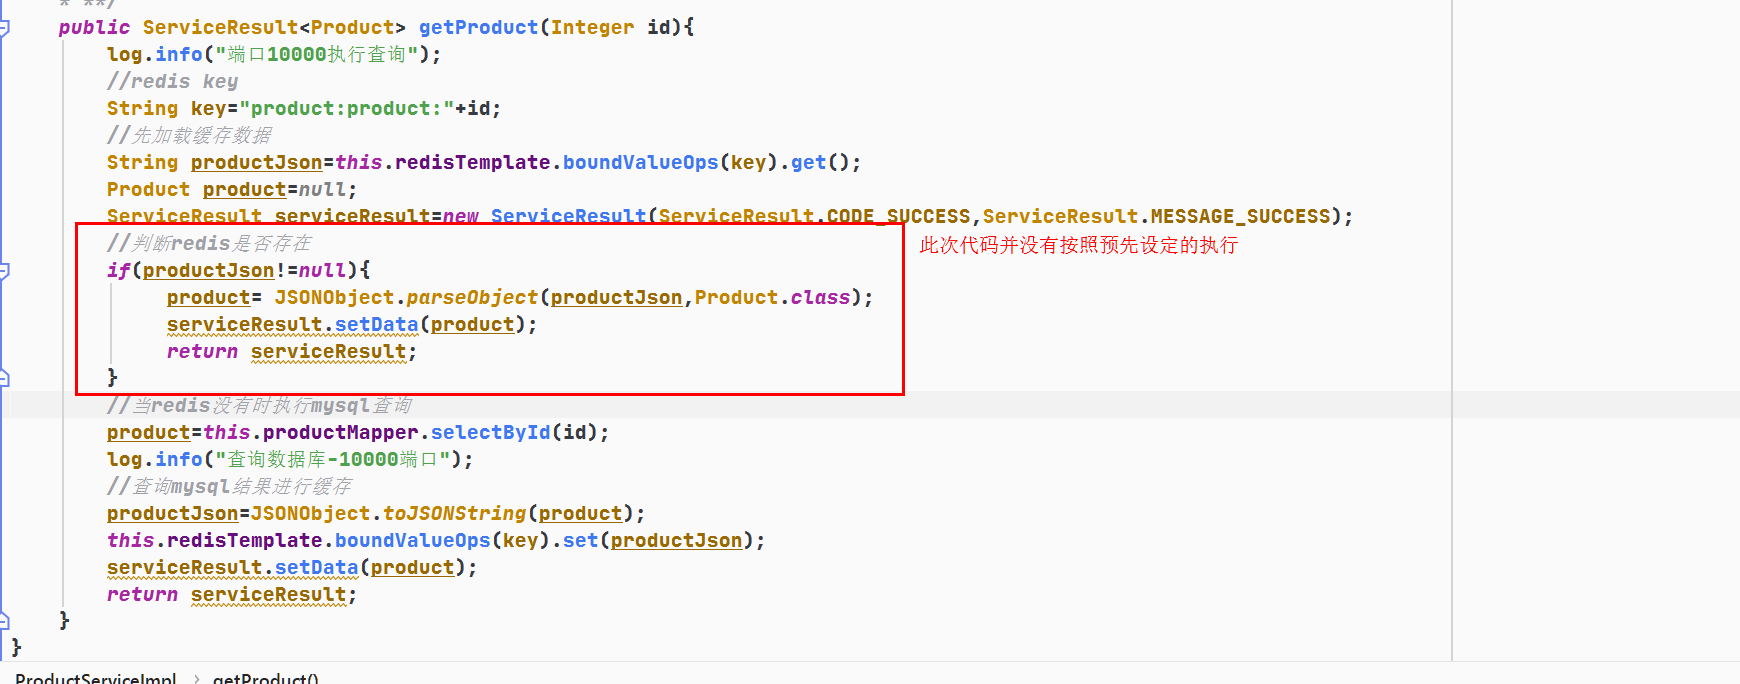 * **/
public ServiceResult<Product> getProduct(Integer id){
log.info("端口10000执行查询");
//redis key
String key="product:product:"+id;
//先加载缓存数据
String productJson=this.redisTemplate.boundValueOps(key).get();
Product product=null;
ServiceResult serviceResult=new ServiceResult(ServiceResult.CODE_SUCCESS,ServiceResult.MESSAGE_SUCCESS);
//判断redis是否存在
此次代码并没有按照预先设定的执行
if(productJson!=null){
product= JSONObject.parseObject(productJson,Product.class);
serviceResult.setData(product);
return serviceResult;
}
//当redis没有时执行mysql查询
product=this.productMapper.selectById(id);
log.info("查询数据库-10000端口");
//查询mysql结果进行缓存
productJson=JSONObject.toJSONString(product);
this.redisTemplate.boundValueOps(key).set(productJson);
serviceResult.setData(product);
return serviceResult;
}
}
ProductServiceImpl > getProduct()